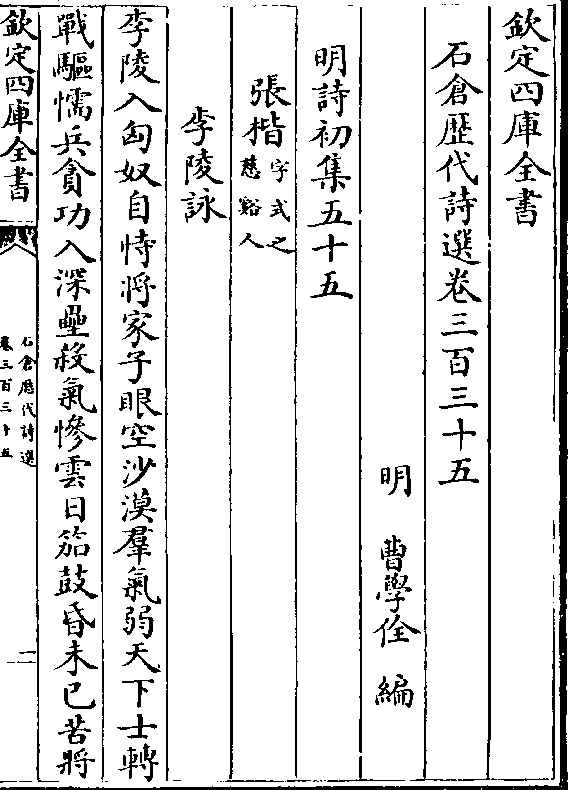 欽定四庫全書
石倉歴代詩選卷三百三十五
明 曹學佺 編
明詩初集五十五
張楷字式之慈谿人
李陵詠
李陵入匈奴自恃將家子眼空沙漠羣氣弱天下士轉
戰驅懦兵貪功入深壘殺氣慘雲日笳鼓昏未已苦將
欽定四庫全書
石倉歴代詩選
卷三百三十五
一